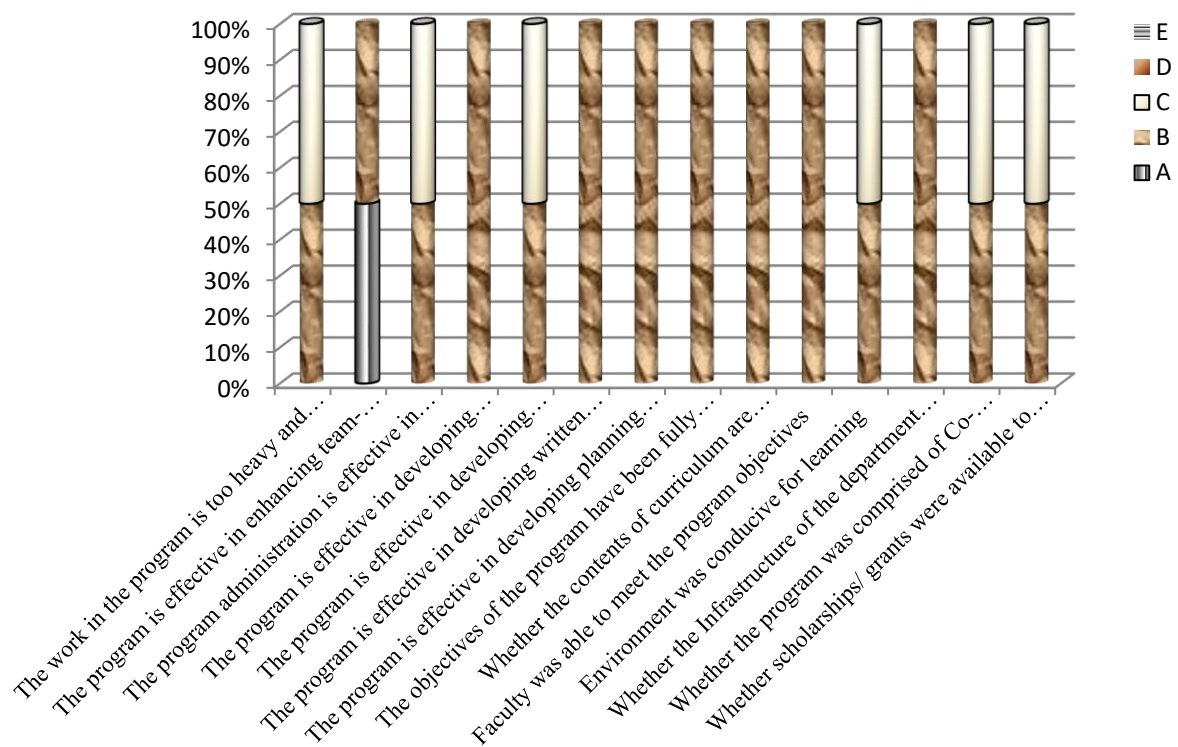 100%
90%
80%
70%
60%
50%
40%
30%
20%
10%
0%
The work in the program is too heavy and…
The program is effective in enhancing team-…
The program administration is effective in…
The program is effective in developing…
The program is effective in developing…
The program is effective in developing written…
The program is effective in developing planning…
The objectives of the program have been fully…
Whether the contents of curriculum are…
Faculty was able to meet the program objectives
Environment was conducive for learning
Whether the Infrastructure of the department…
Whether the program was comprised of Co-…
Whether scholarships/ grants were available to…
E
D
C
B
A